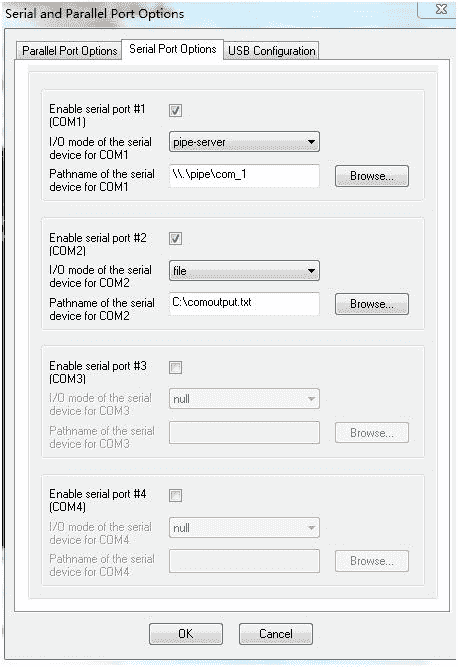 Serial and Parallel Port Options
Parallel Port Options
Serial Port Options
USB Configuration
Enable serial port #1
(COM1)
I/O mode of the serial
device for COM1
pipe-server
Pathname of the serial
device for COM1
\\.\pipe\com_1
Browse...
Enable serial port #2
(COM2)
I/O mode of the serial
device for COM2
file
Pathname of the serial
device for COM2
C:\comoutput.txt
Browse...
Enable serial port #3
(COM3)
I/O mode of the serial
device for COM3
null
Pathname of the serial
device for COM3
Browse...
Enable serial port #4
(COM4)
I/O mode of the serial
device for COM4
null
Pathname of the serial
device for COM4
Browse...
OK
Cancel